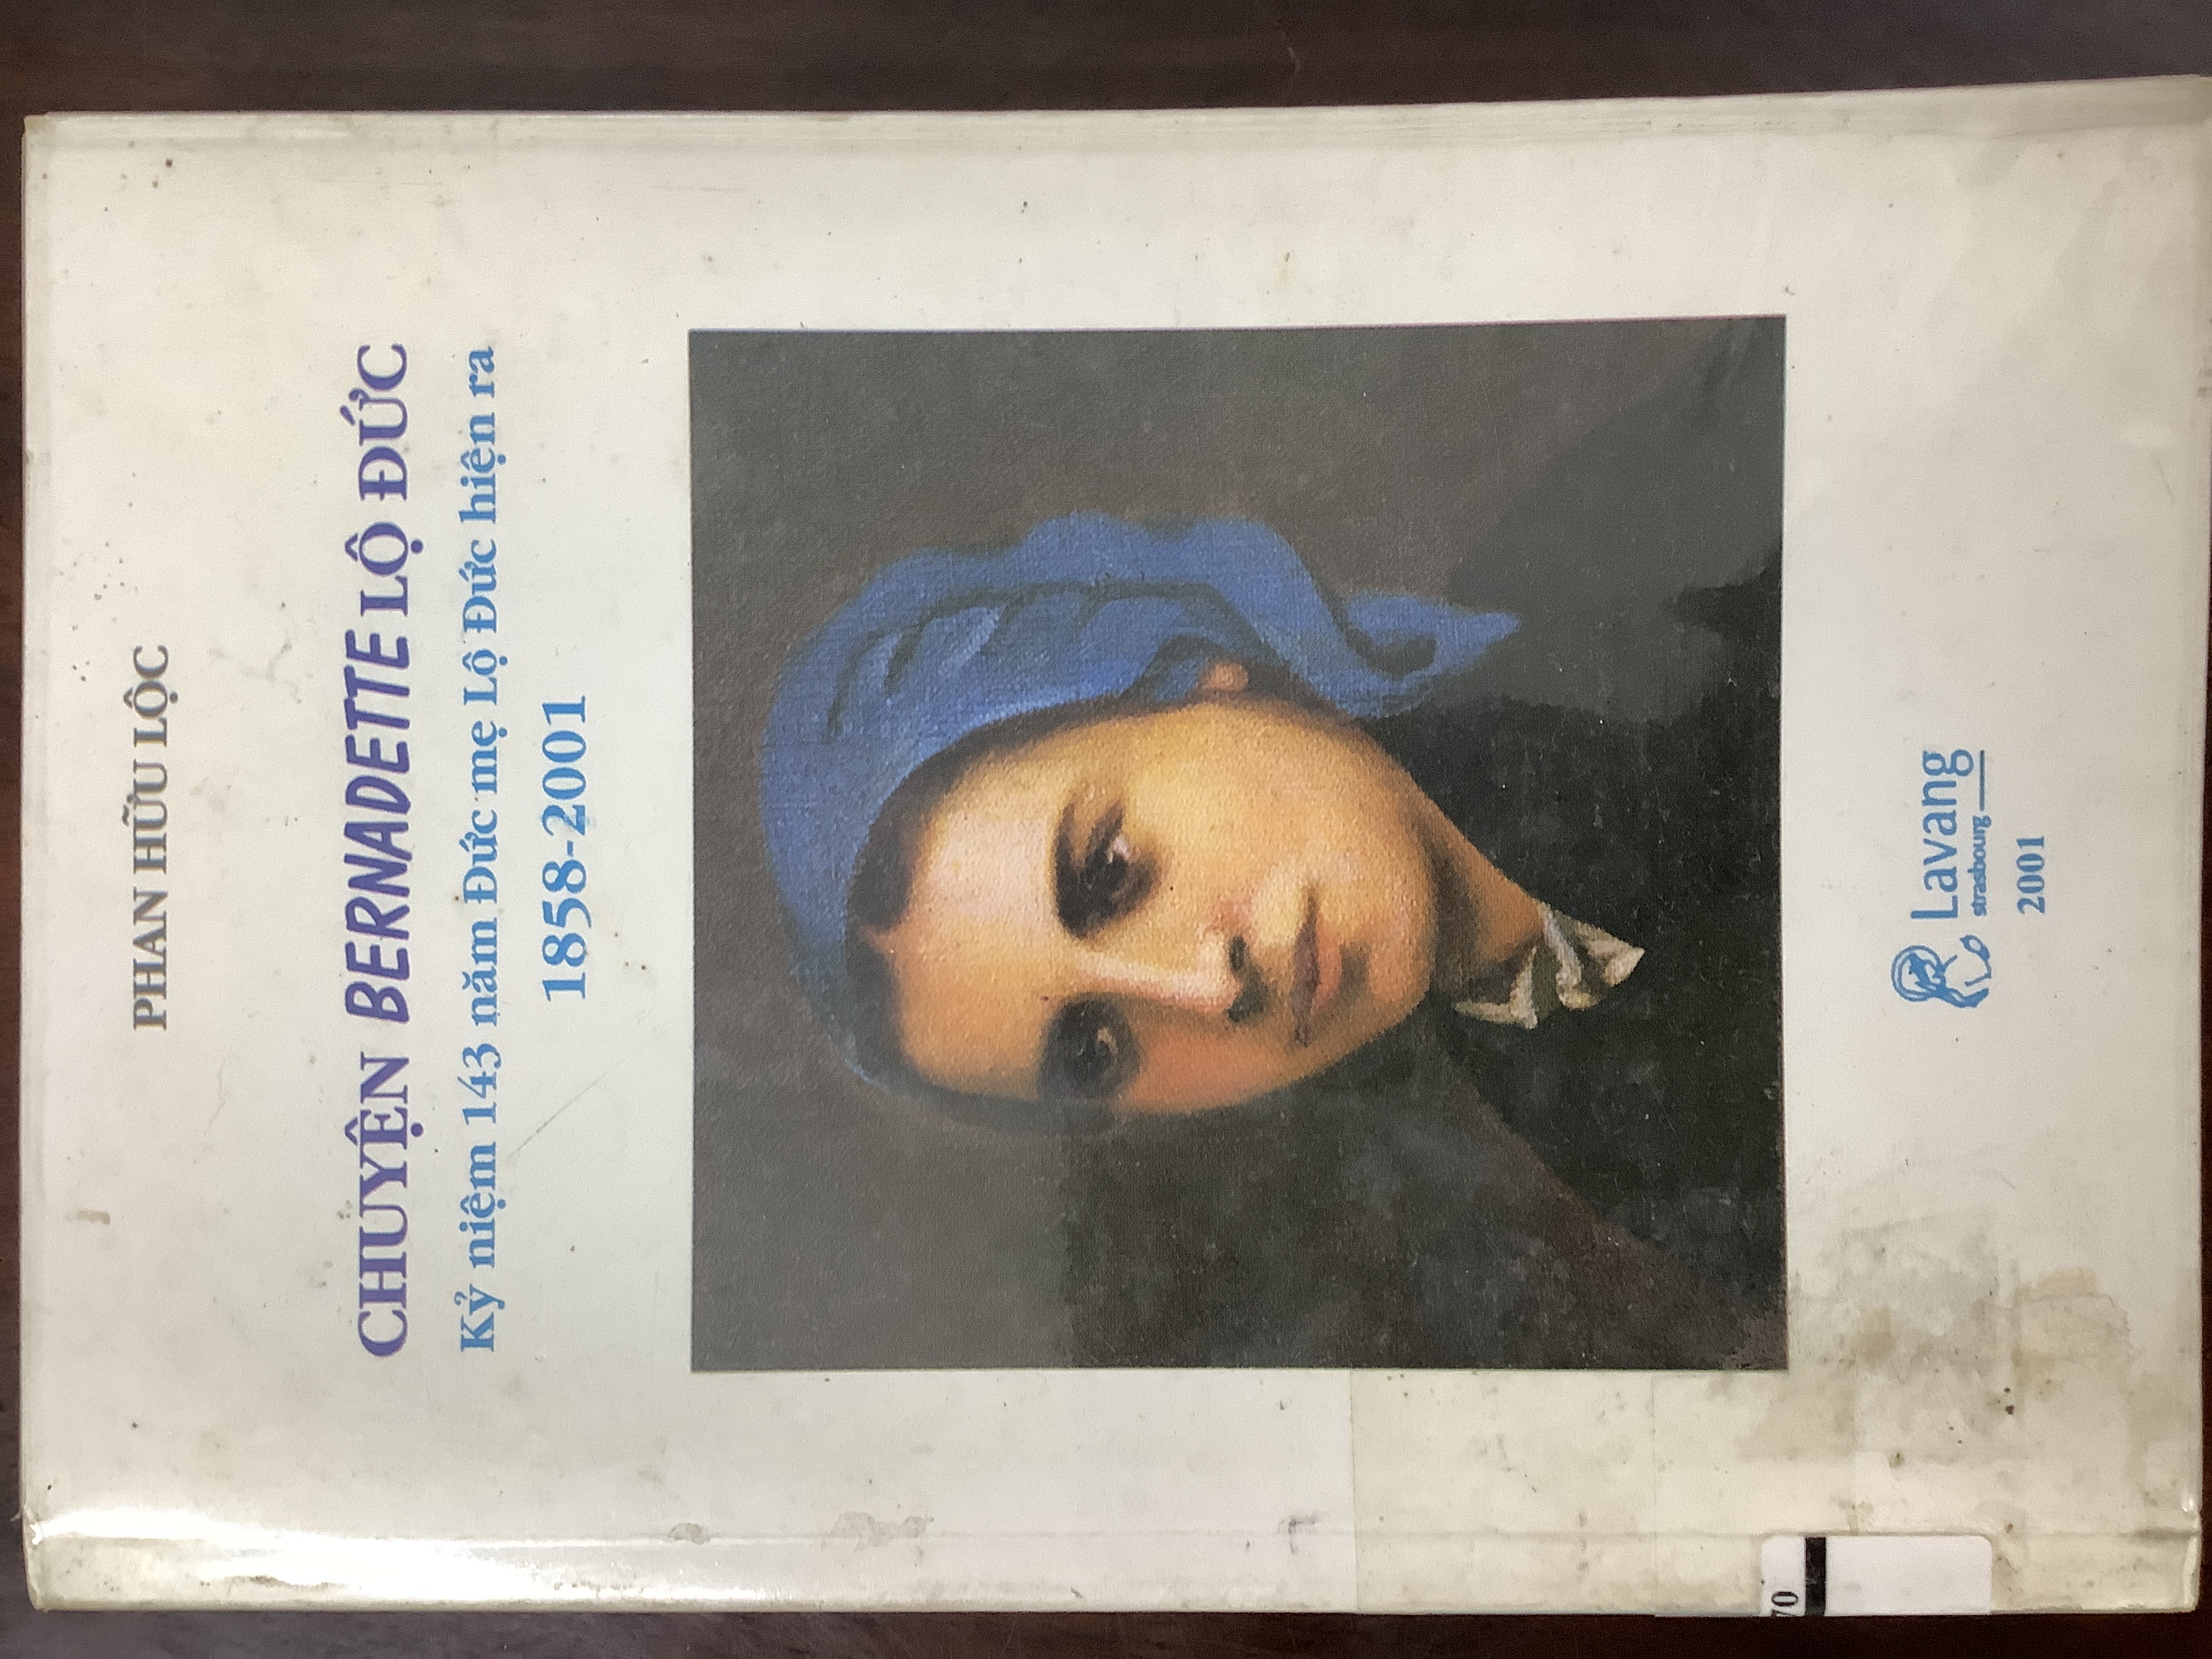 PHAN HỮU LỘC
CHUYỆN BERNADETTE LỘ ĐỨC
Kỷ niệm 143 năm Đức mẹ Lộ Đức hiện ra
1858-2001
Lavang
strasbourg
2001
70